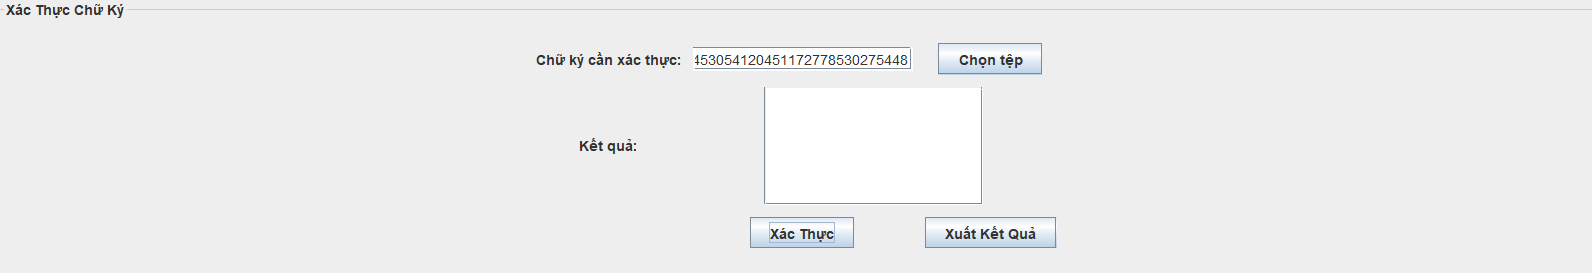 Xác Thực Chữ Ký
Chữ ký cần xác thực: 453054120451172778530275448 Chọn tệp
Kết quả:
Xác Thực Xuất Kết Quả